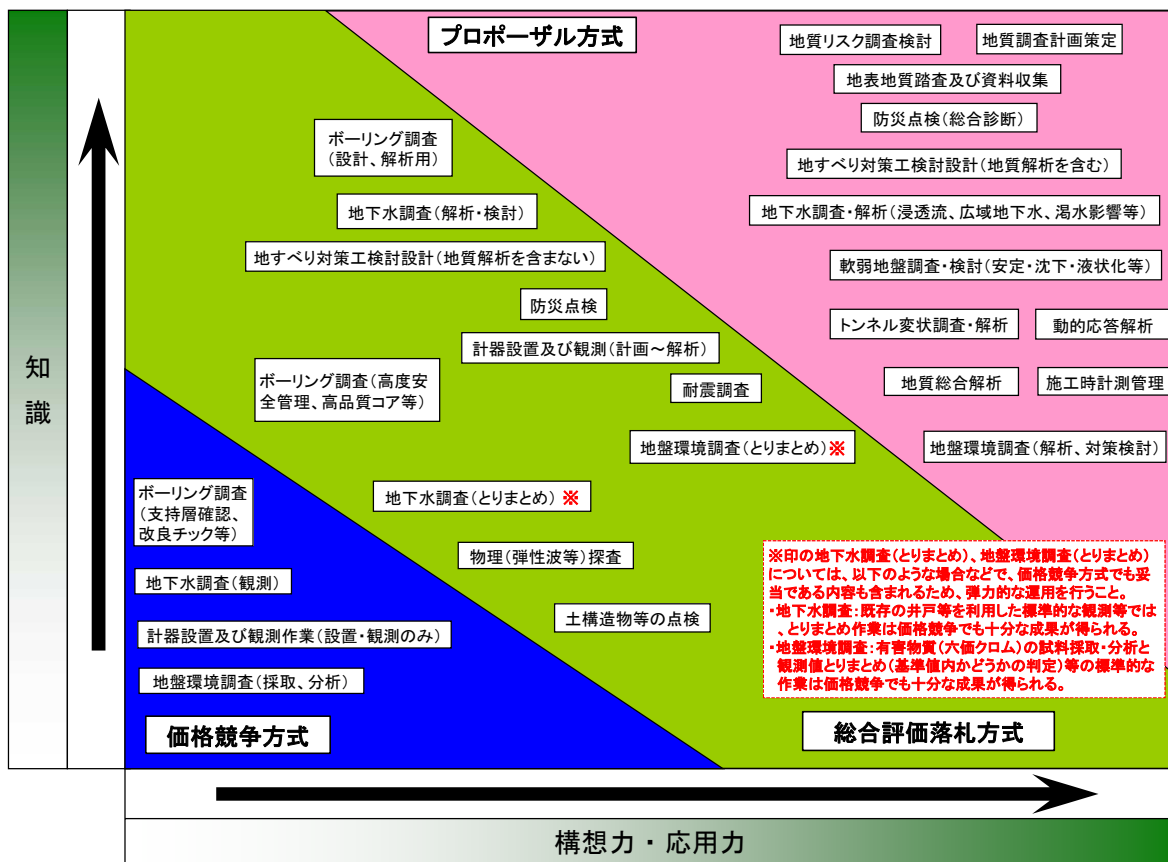 プロポーザル方式
地質リスク調査検討
地質調査計画策定
地表地質踏査及び資料収集
防災点検(総合診断)
ボーリング調査
(設計、解析用)
地すべり対策工検討設計(地質解析を含む)
地下水調査(解析・検討)
地下水調査・解析(浸透流、広域地下水、渇水影響等)
地すべり対策工検討設計(地質解析を含まない)
軟弱地盤調査・検討(安定・沈下・液状化等)
防災点検
トンネル変状調査・解析
動的応答解析
計器設置及び観測(計画～解析)
ボーリング調査(高度安
全管理、高品質コア等)
耐震調査
地質総合解析
施工時計測管理
知
識
地盤環境調査(とりまとめ)※
地盤環境調査(解析、対策検討)
ボーリング調査
(支持層確認、
改良チック等)
地下水調査(とりまとめ)※
物理(弾性波等)探査
地下水調査(観測)
土構造物等の点検
計器設置及び観測作業(設置・観測のみ)
地盤環境調査(採取、分析)
※印の地下水調査(とりまとめ)、地盤環境調査(とりまとめ)
については、以下のような場合などで、価格競争方式でも妥
当である内容も含まれるため、弾力的な運用を行うこと。
・地下水調査:既存の井戸等を利用した標準的な観測等では
、とりまとめ作業は価格競争でも十分な成果が得られる。
・地盤環境調査:有害物質(六価クロム)の試料採取・分析と
観測値とりまとめ(基準値内かどうかの判定)等の標準的な
作業は価格競争でも十分な成果が得られる。
価格競争方式
総合評価落札方式
構想力・応用力